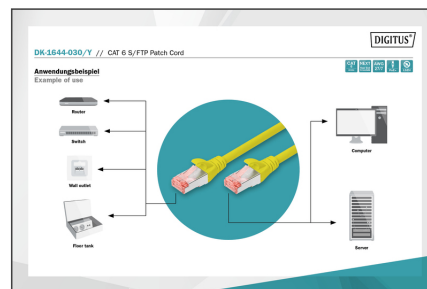 DIGITUS®
DK-1644-030/Y // CAT 6 S/FTP Patch Cord
Anwendungsbeispiel
Example of use
Router
Switch
Wall outlet
Floor tank
Computer
Server